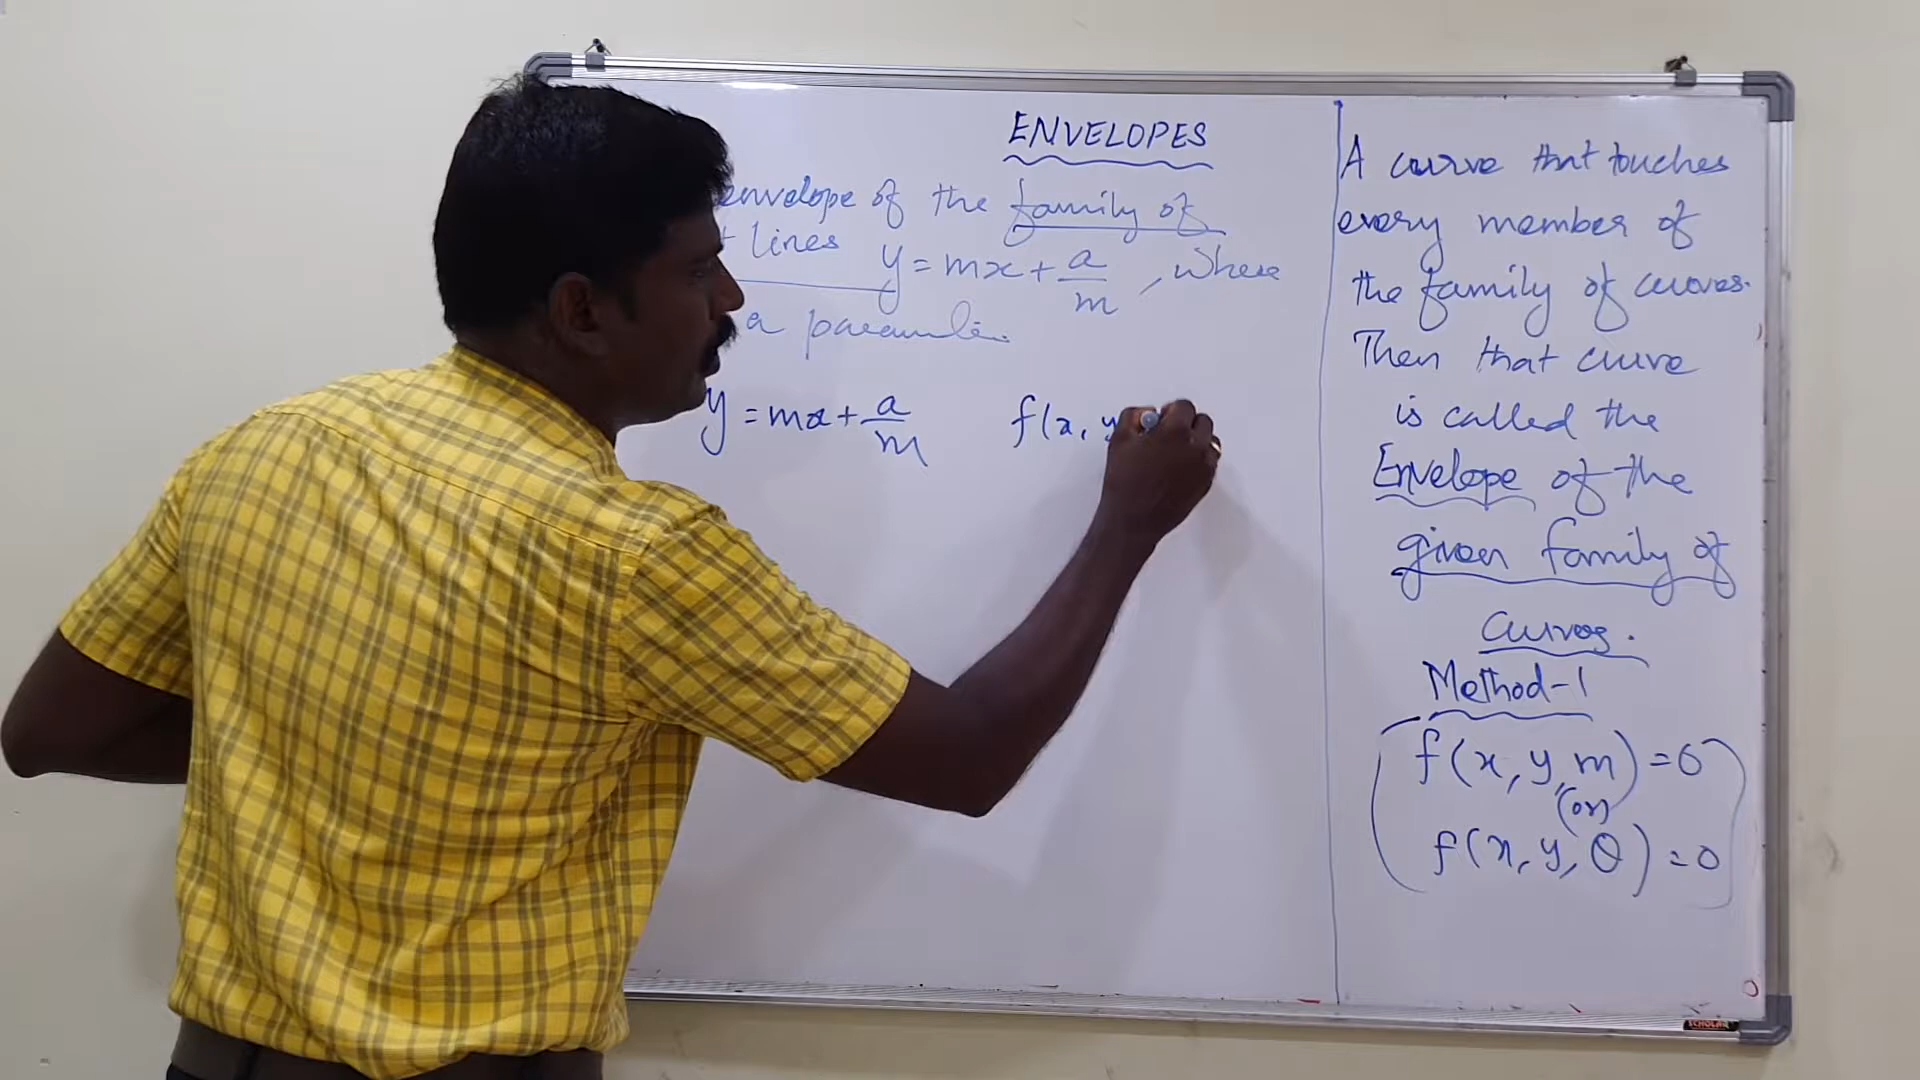 ENVELOPES
envelope of the family of
t lines y = mx + a/m, where
a parameter.
y = mx + a/m f(x, y
A curve that touches
every member of
the family of curves.
Then that curve
is called the
Envelope of the
given family of
Curves.
Method-1
f(x, y, m) = 0
(or)
f(x, y, θ) = 0
SCHOLAR